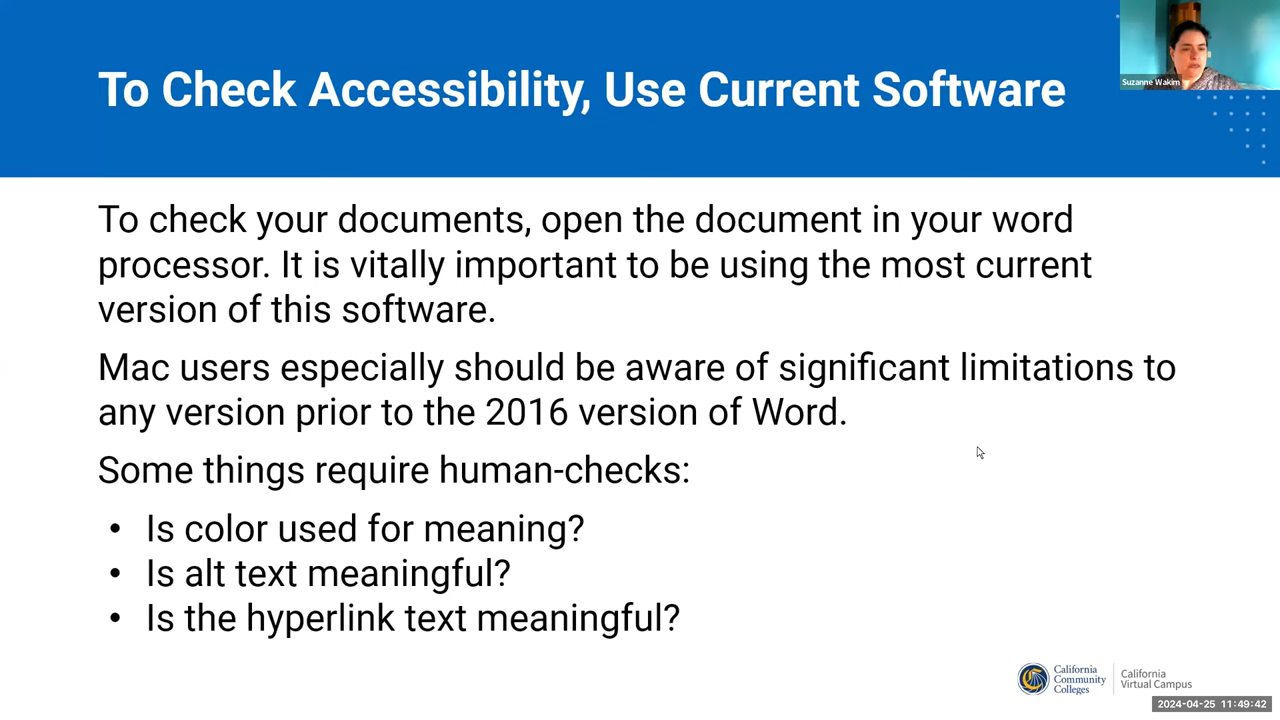 To Check Accessibility, Use Current Software
Suzanne Wakim
To check your documents, open the document in your word
processor. It is vitally important to be using the most current
version of this software.
Mac users especially should be aware of significant limitations to
any version prior to the 2016 version of Word.
Some things require human-checks:
• Is color used for meaning?
• Is alt text meaningful?
• Is the hyperlink text meaningful?
California
Community
Colleges
California
Virtual Campus
2024-04-25 11:49:42